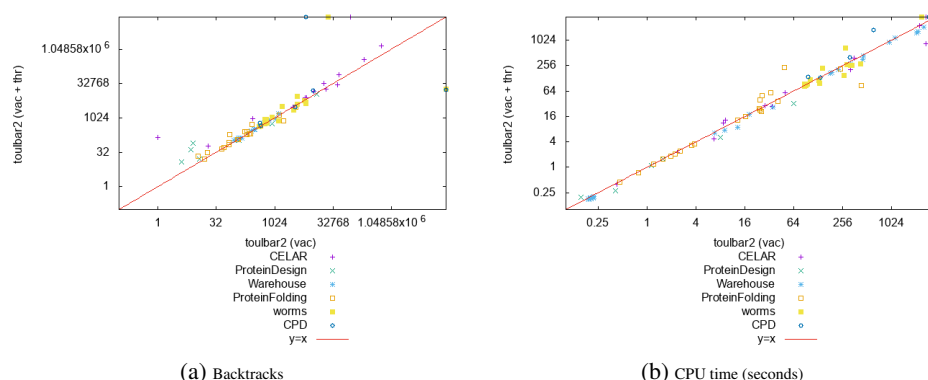 toulbar2 (vac + thr)
1.04858x10^6
32768
1024
32
1
1 32 1024 32768 1.04858x10^6
toulbar2 (vac)
CELAR
ProteinDesign
Warehouse
ProteinFolding
worms
CPD
y=x
(a) Backtracks
toulbar2 (vac + thr)
1024
256
64
16
4
1
0.25
0.25 1 4 16 64 256 1024
toulbar2 (vac)
CELAR
ProteinDesign
Warehouse
ProteinFolding
worms
CPD
y=x
(b) CPU time (seconds)